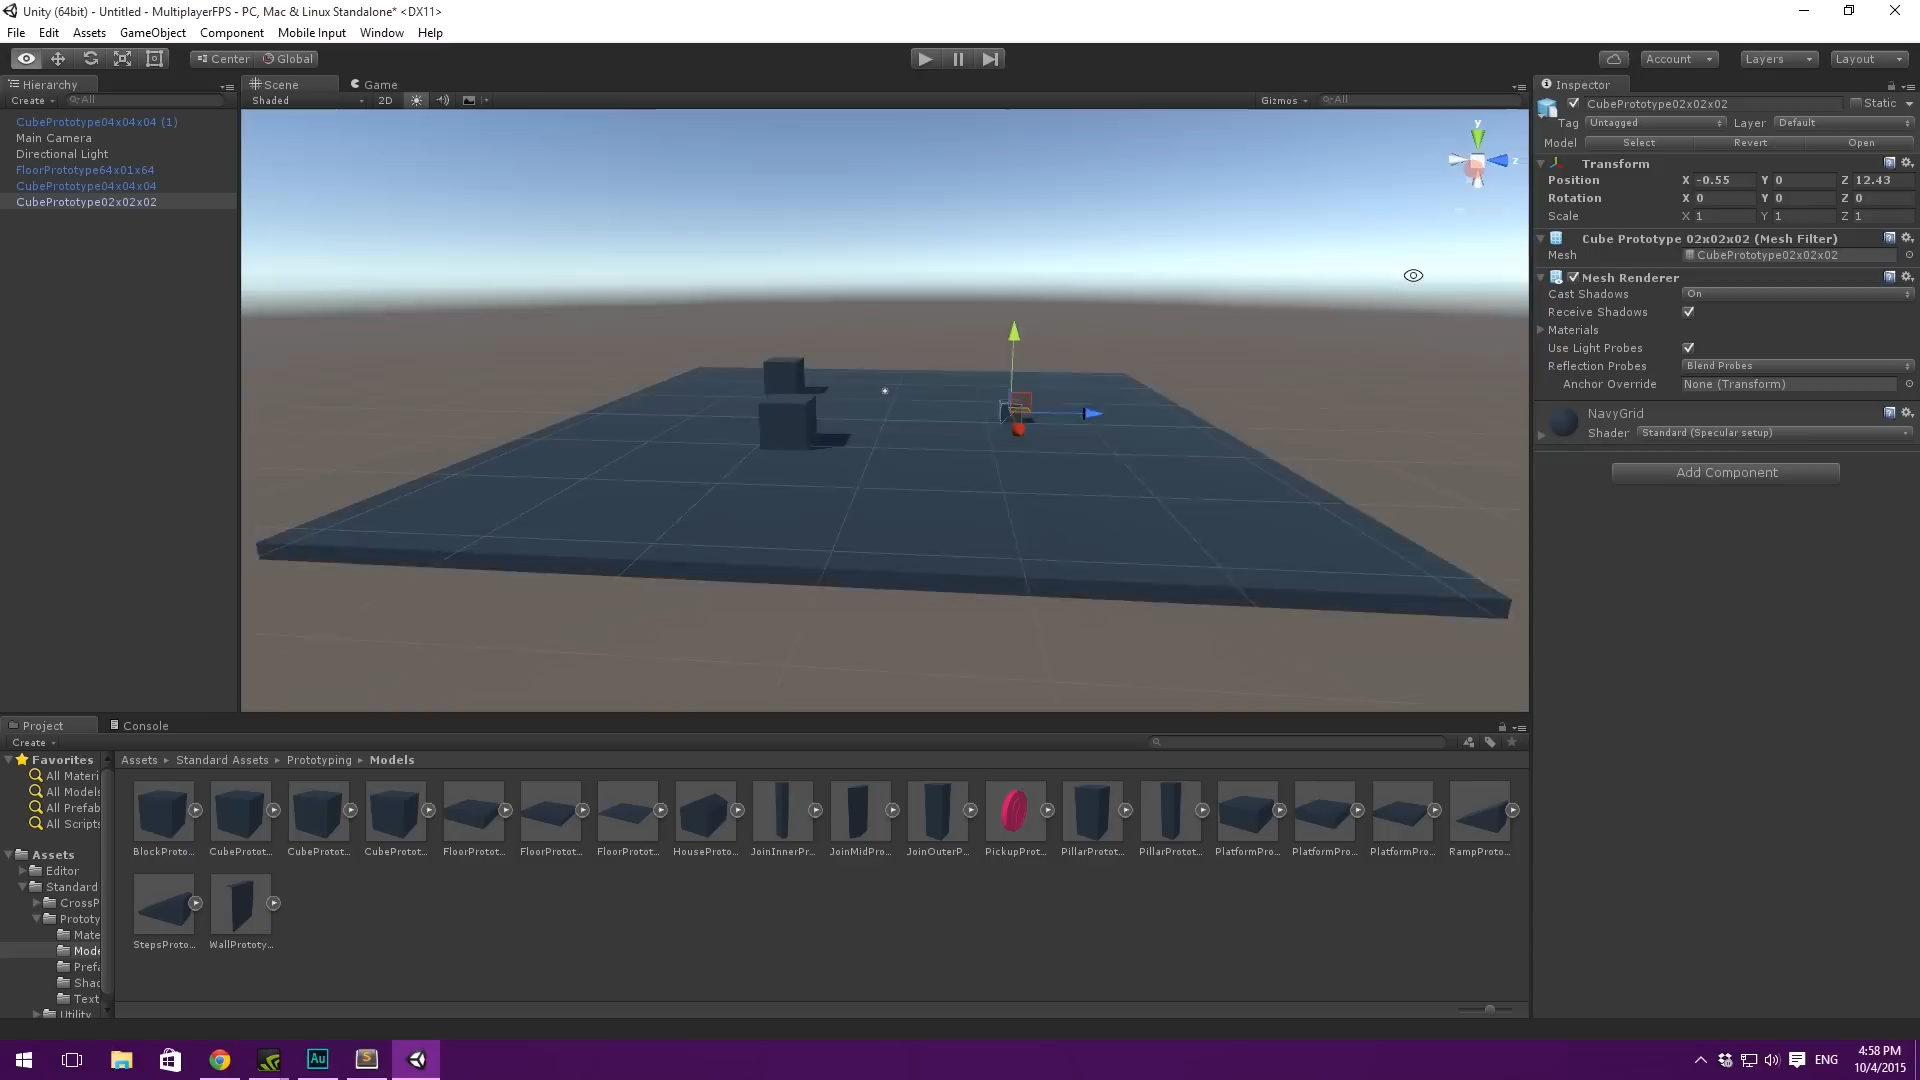 Unity (64bit) - Untitled - MultiplayerFPS - PC, Mac & Linux Standalone* <DX11>
File Edit Assets GameObject Component Mobile Input Window Help
Center Global
Account Layers Layout
Hierarchy
Create All
CubePrototype04x04x04 (1)
Main Camera
Directional Light
FloorPrototype64x01x64
CubePrototype04x04x04
CubePrototype02x02x02
Scene Game
Shaded 2D Gizmos All
y
z
Inspector
CubePrototype02x02x02 Static
Tag Untagged Layer Default
Model Select Revert Open
Transform
Position X -0.55 Y 0 Z 12.43
Rotation X 0 Y 0 Z 0
Scale X 1 Y 1 Z 1
Cube Prototype 02x02x02 (Mesh Filter)
Mesh CubePrototype02x02x02
Mesh Renderer
Cast Shadows On
Receive Shadows
Materials
Use Light Probes
Reflection Probes Blend Probes
Anchor Override None (Transform)
NavyGrid
Shader Standard (Specular setup)
Add Component
Project Console
Create
Favorites
All Materi
All Models
All Prefab
All Scripts
Assets
Editor
Standard
CrossP
Prototy
Mate
Mode
Prefa
Shad
Text
Utility
Assets Standard Assets Prototyping Models
BlockProto... CubeProtot... CubeProtot... CubeProtot... FloorProtot... FloorProtot... FloorProtot... HouseProto... JoinInnerPr... JoinMidPro... JoinOuterP... PickupProt... PillarProtot... PillarProtot... PlatformPro... PlatformPro... PlatformPro... RampProto...
StepsProto... WallPrototy...
Au S ENG
4:58 PM
10/4/2015